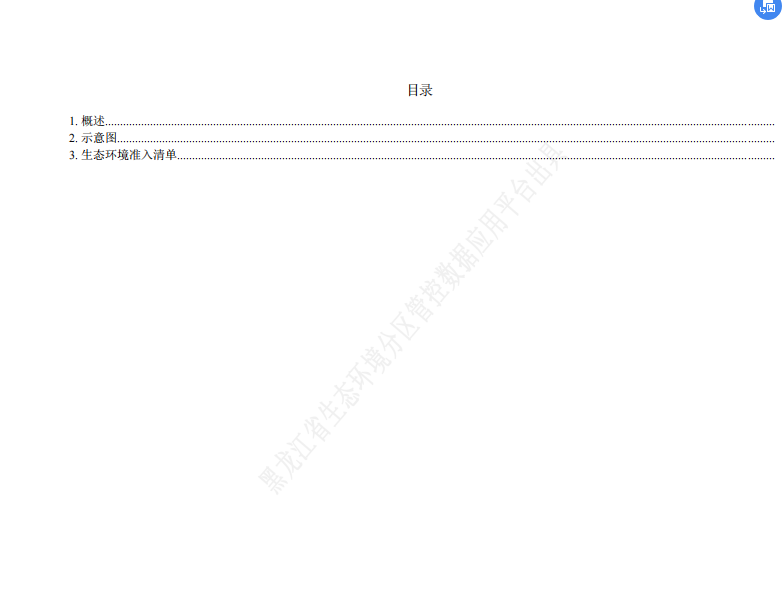 目录
1. 概述
2. 示意图
3. 生态环境准入清单
黑龙江省生态环境分区管控数据应用平台出具